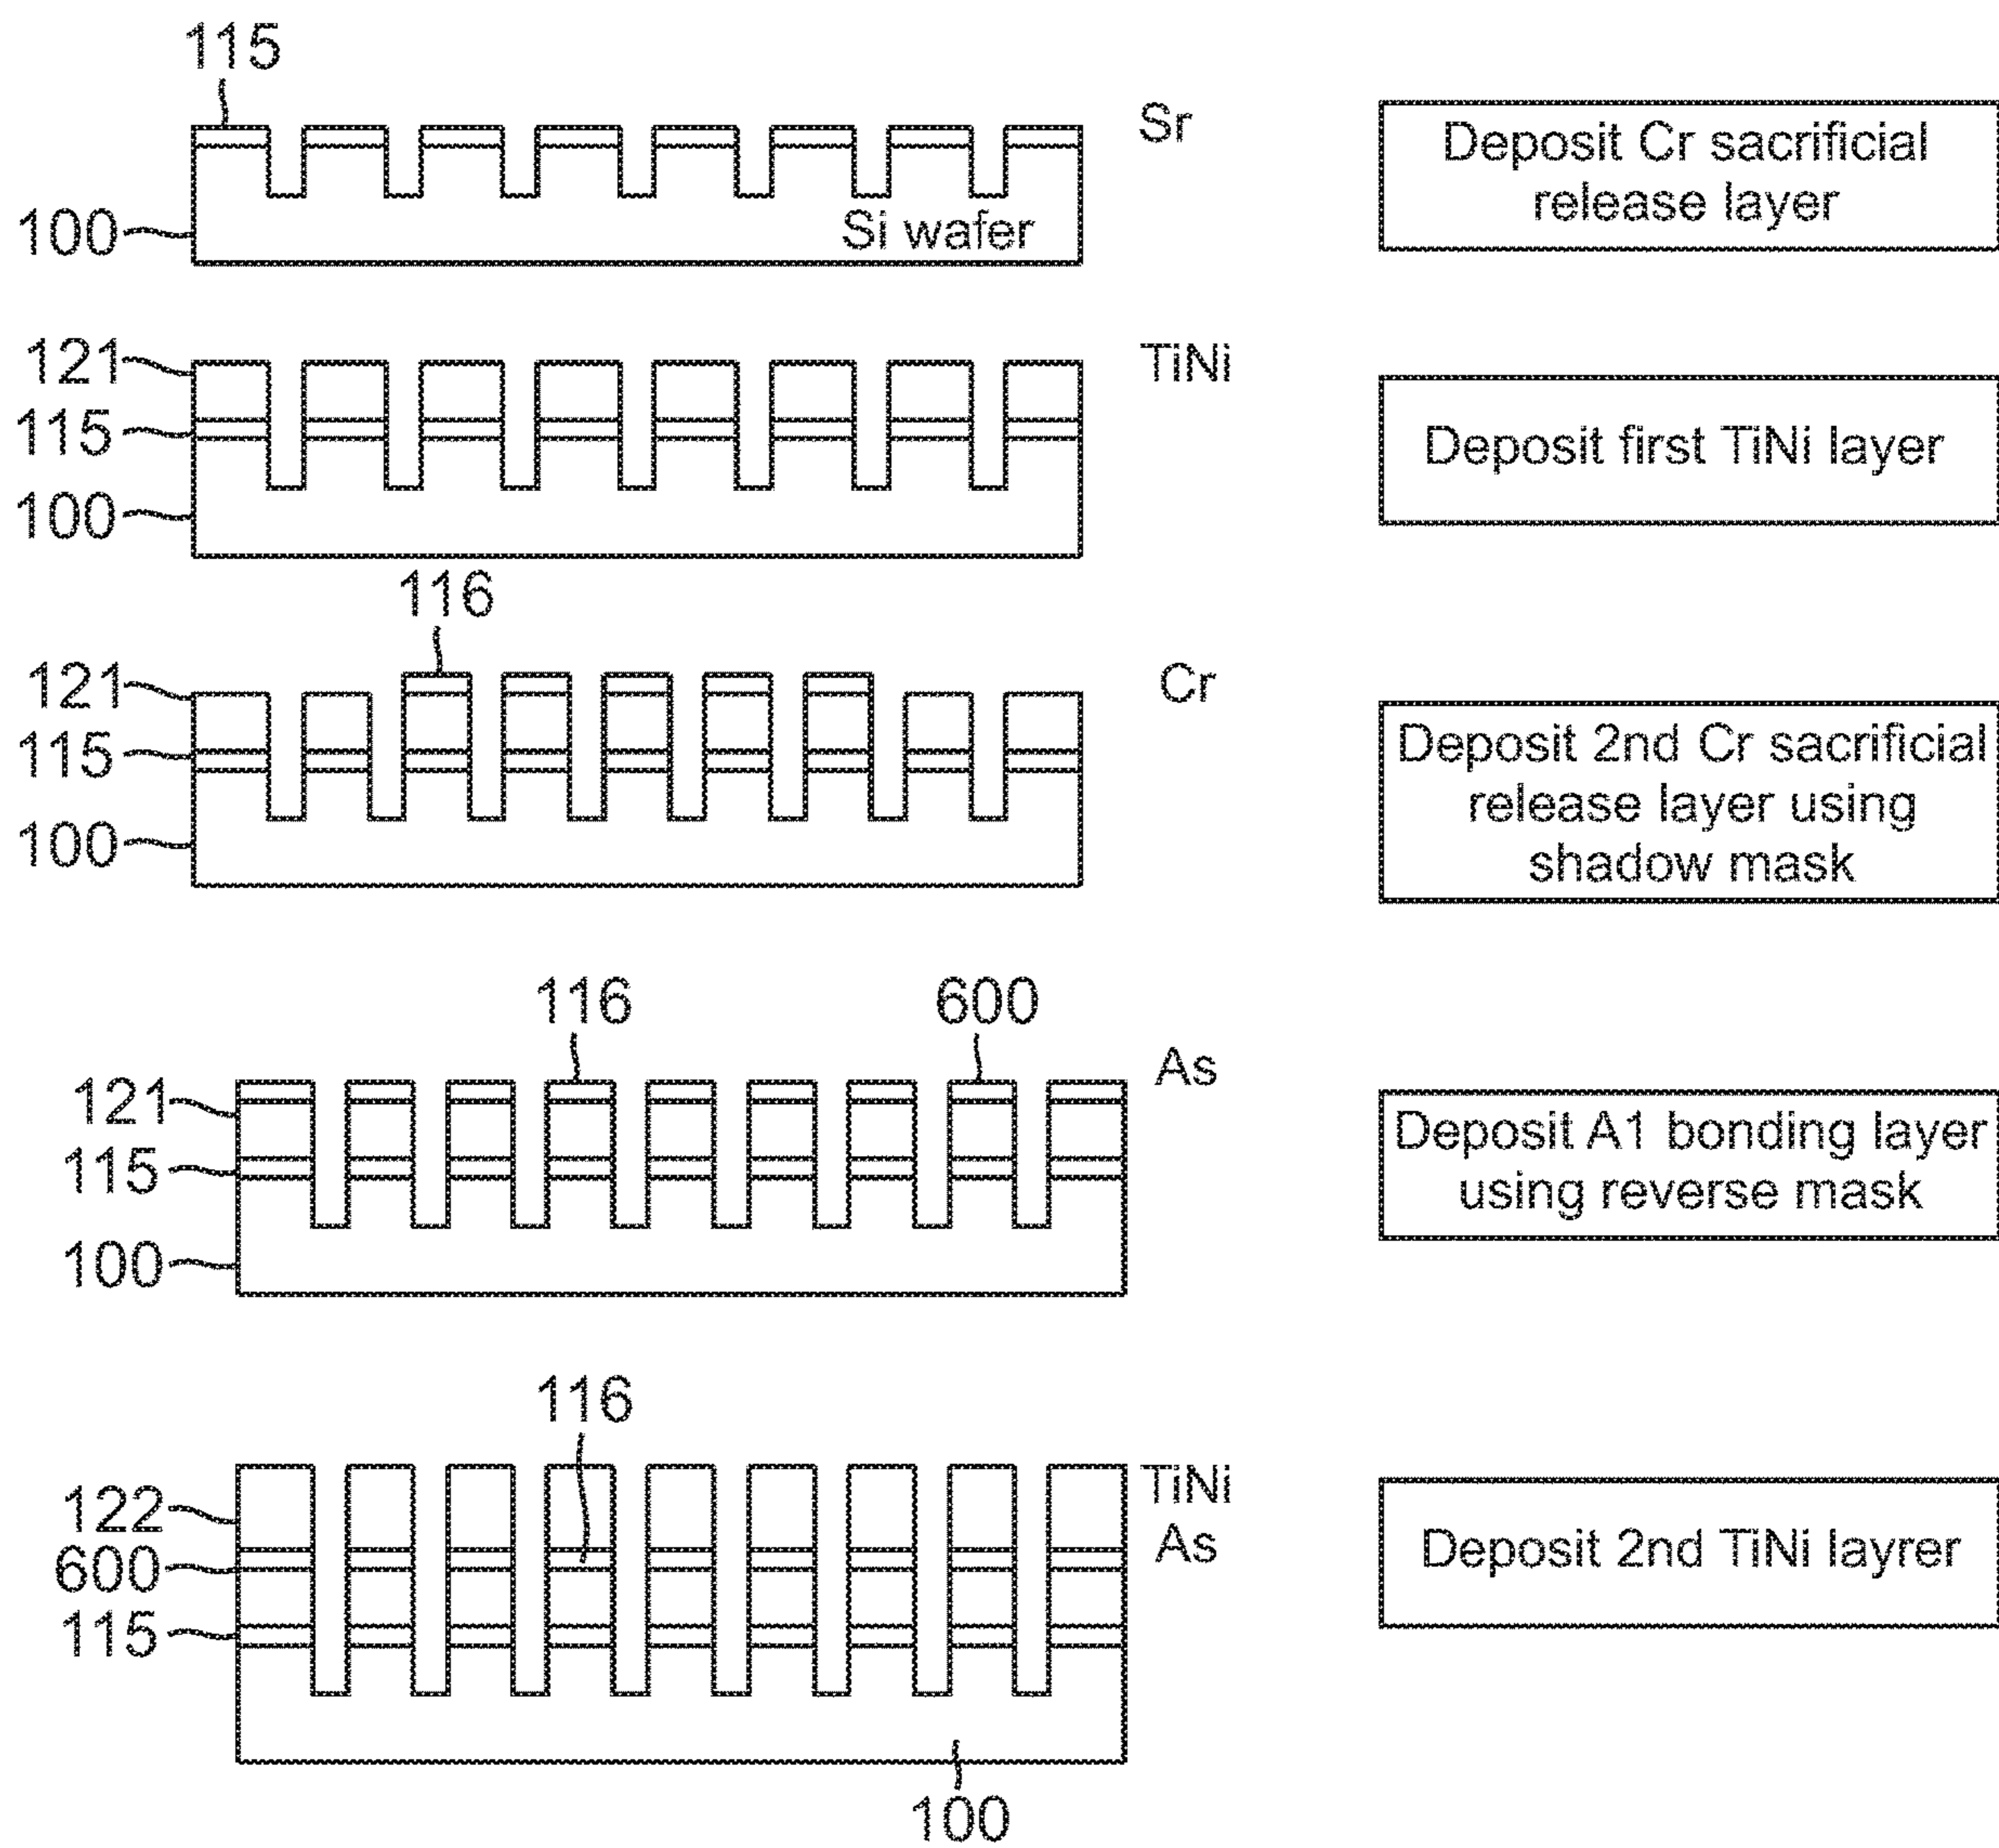 115
Sr
Deposit Cr sacrificial
release layer
100
Si wafer
121
TiNi
115
Deposit first TiNi layer
100
116
121
Cr
115
Deposit 2nd Cr sacrificial
release layer using
shadow mask
100
116
600
As
121
115
Deposit A1 bonding layer
using reverse mask
100
116
122
TiNi
600
As
Deposit 2nd TiNi layrer
115
100